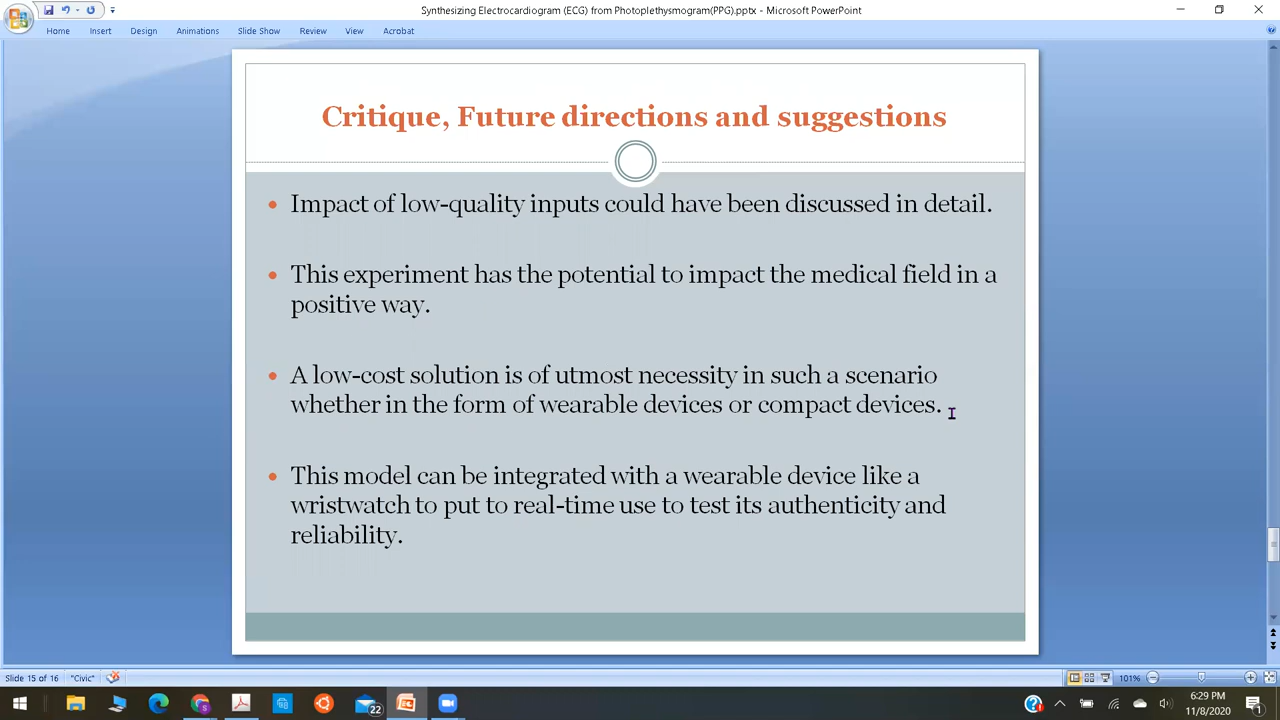 Synthesizing Electrocardiogram (ECG) from Photoplethysmogram(PPG).pptx - Microsoft PowerPoint
Home Insert Design Animations Slide Show Review View Acrobat
Critique, Future directions and suggestions
Impact of low-quality inputs could have been discussed in detail.
This experiment has the potential to impact the medical field in a
positive way.
A low-cost solution is of utmost necessity in such a scenario
whether in the form of wearable devices or compact devices.
This model can be integrated with a wearable device like a
wristwatch to put to real-time use to test its authenticity and
reliability.
Slide 15 of 16 "Civic" 101%
22
6:29 PM
11/8/2020
1